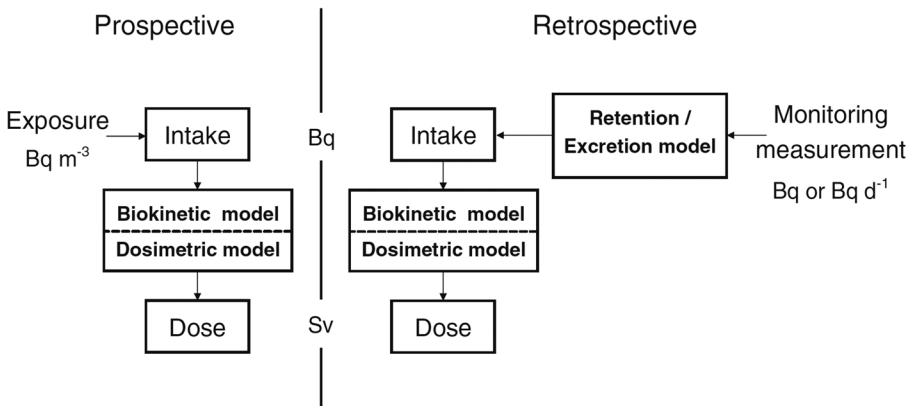 Prospective
Exposure
Bq m⁻³
Intake
Biokinetic model
Dosimetric model
Dose
Bq
Sv
Retrospective
Intake
Retention /
Excretion model
Monitoring
measurement
Bq or Bq d⁻¹
Biokinetic model
Dosimetric model
Dose